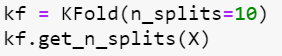 kf = KFold(n_splits=10)
kf.get_n_splits(X)